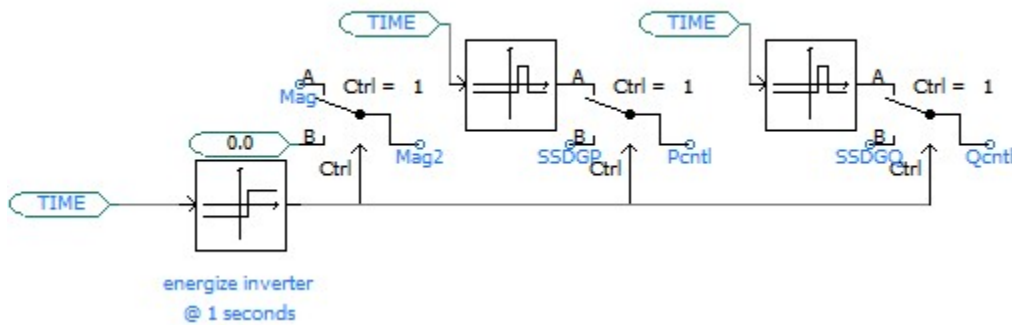 TIME
TIME
A
Ctrl = 1
Mag
B
0.0
Mag2
Ctrl
A
Ctrl = 1
B
SSDGP
Pcntl
Ctrl
A
Ctrl = 1
B
SSDGQ
Qcntl
Ctrl
TIME
energize inverter
@ 1 seconds